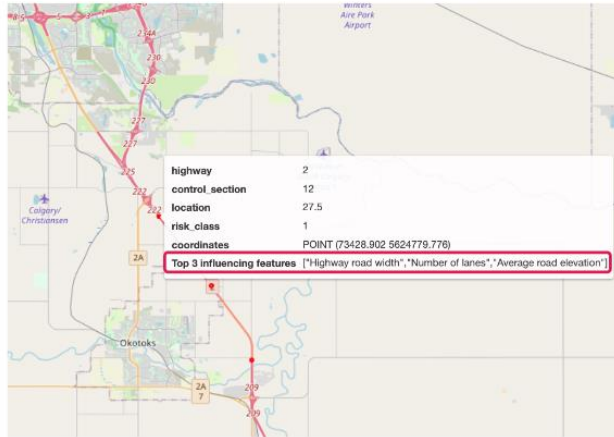 Winters
Aire Park
Airport
234A
230
230
227
227
225
222
222
Calgary/
Christiansen
2A
Okotoks
2A
7
209
209
highway 2
control_section 12
location 27.5
risk_class 1
coordinates POINT (73428.902 5624779.776)
Top 3 influencing features ["Highway road width","Number of lanes","Average road elevation"]